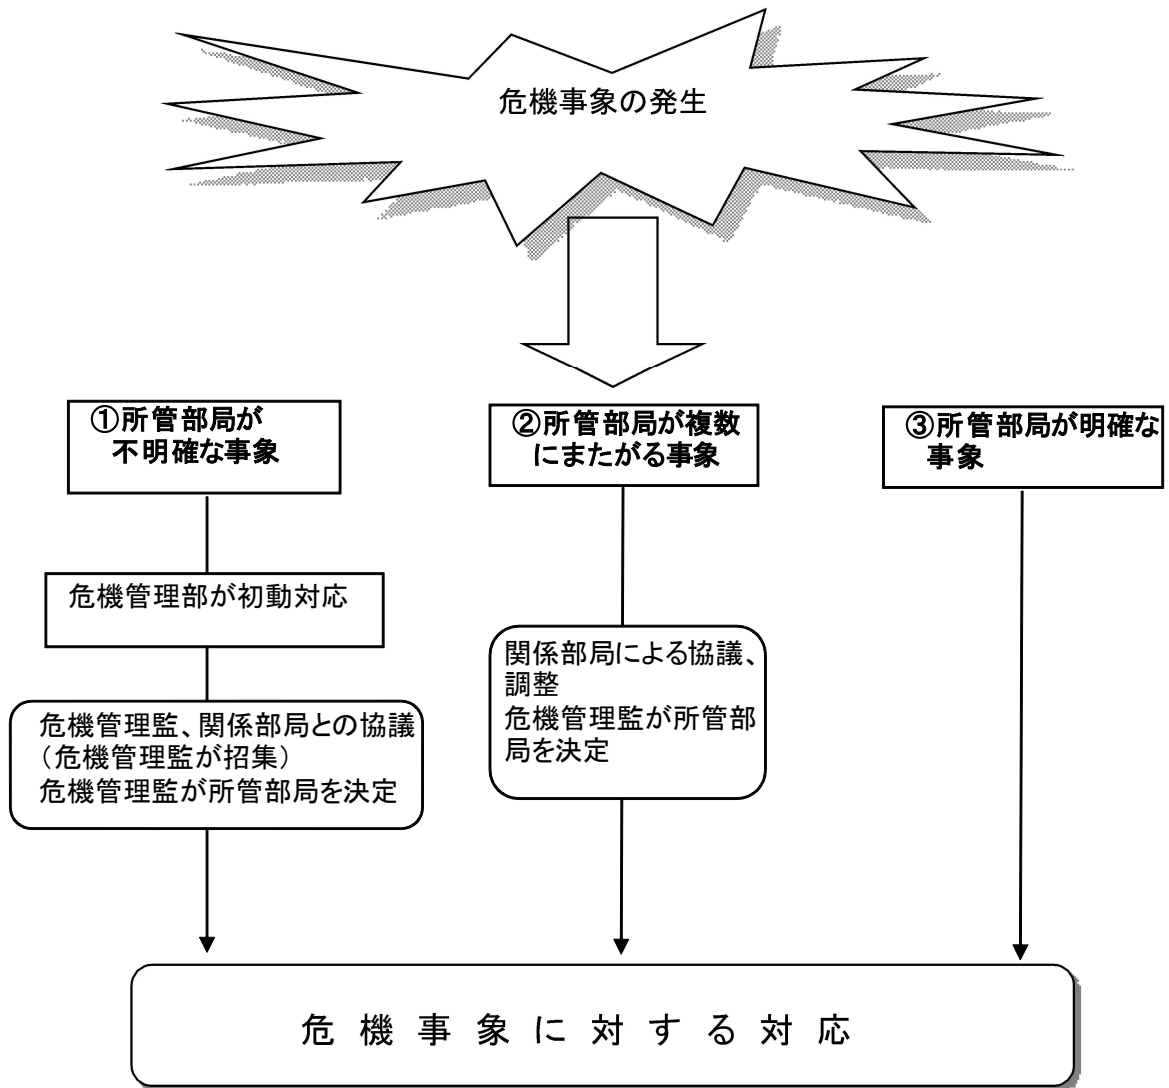 危機事象の発生
①所管部局が
不明確な事象
②所管部局が複数
にまたがる事象
③所管部局が明確な
事象
危機管理部が初動対応
関係部局による協議、
調整
危機管理監が所管部
局を決定
危機管理監、関係部局との協議
（危機管理監が招集）
危機管理監が所管部局を決定
危機事象に対する対応